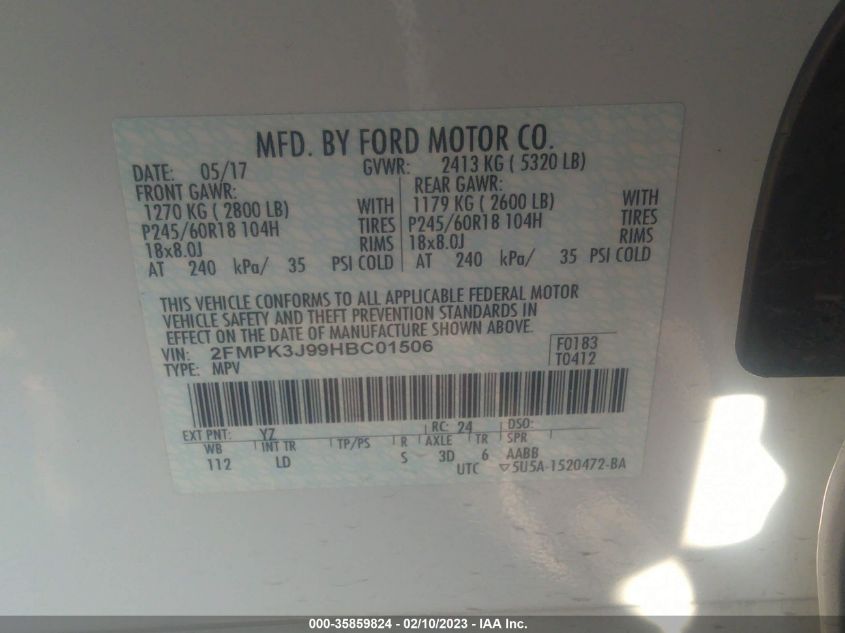 MFD. BY FORD MOTOR CO.
DATE: 05/17 GVWR: 2413 KG ( 5320 LB)
FRONT GAWR: REAR GAWR:
1270 KG ( 2800 LB) WITH 1179 KG ( 2600 LB) WITH
P245/60R18 104H TIRES P245/60R18 104H TIRES
18x8.0J RIMS 18x8.0J RIMS
AT 240 kPa/ 35 PSI COLD AT 240 kPa/ 35 PSI COLD
THIS VEHICLE CONFORMS TO ALL APPLICABLE FEDERAL MOTOR
VEHICLE SAFETY AND THEFT PREVENTION STANDARDS IN
EFFECT ON THE DATE OF MANUFACTURE SHOWN ABOVE.
VIN: 2FMPK3J99HBC01506 F0183
TYPE: MPV T0412
EXT PNT: YZ RC: 24 DSO:
WB INT TR TP/PS R AXLE TR SPR
112 LD S 3D 6 AABB
UTC ▽5U5A-1520472-BA
000-35859824 / 02/10/2023 - IAA Inc.